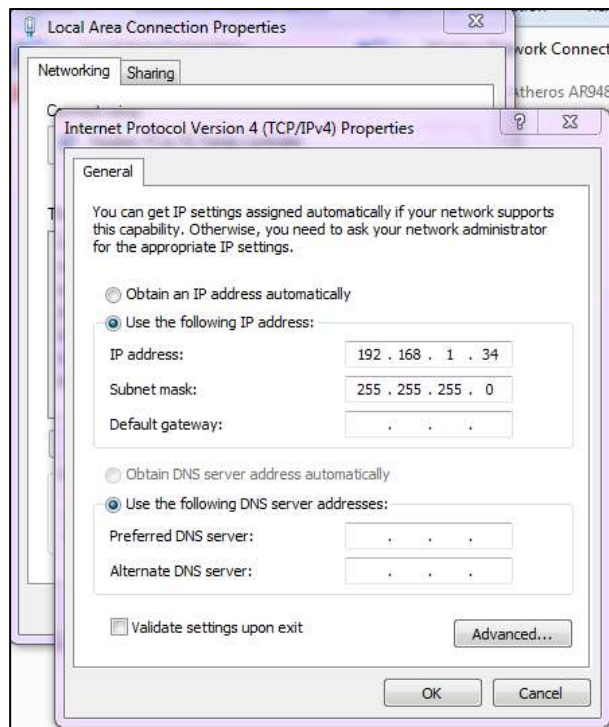 Local Area Connection Properties
work Connect
Networking
Sharing
Atheros AR948
Internet Protocol Version 4 (TCP/IPv4) Properties
General
You can get IP settings assigned automatically if your network supports
this capability. Otherwise, you need to ask your network administrator
for the appropriate IP settings.
Obtain an IP address automatically
Use the following IP address:
IP address: 192 . 168 . 1 . 34
Subnet mask: 255 . 255 . 255 . 0
Default gateway: . . .
Obtain DNS server address automatically
Use the following DNS server addresses:
Preferred DNS server: . . .
Alternate DNS server: . . .
Validate settings upon exit
Advanced...
OK
Cancel